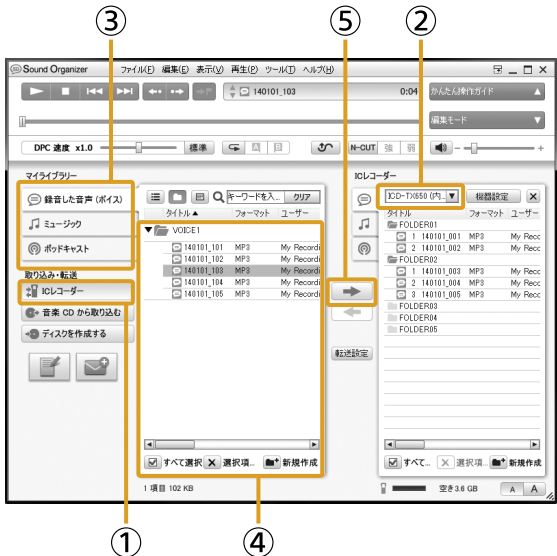 ③ ⑤ ②
Sound Organizer ファイル(F) 編集(E) 表示(V) 再生(P) ツール(T) ヘルプ(H)
140101_103 0:04 かんたん操作ガイド
編集モード
DPC 速度 x1.0 標準 A B N-CUT 強 弱
マイライブラリー
録音した音声 (ボイス)
ミュージック
ポッドキャスト
取り込み・転送
ICレコーダー
音楽 CD から取り込む
ディスクを作成する
キーワードを入... クリア
タイトル▲ フォーマット ユーザー
VOICE1
140101_101 MP3 My Recordi
140101_102 MP3 My Recordi
140101_103 MP3 My Recordi
140101_104 MP3 My Recordi
140101_105 MP3 My Recordi
すべて選択 選択項... 新規作成
1 項目 102 KB
転送設定
ICレコーダー
ICD-TX650 (内... 機器設定
タイトル フォーマット ユーザー
FOLDER01
1 140101_001 MP3 My Recc
2 140101_002 MP3 My Recc
FOLDER02
1 140101_003 MP3 My Recc
2 140101_004 MP3 My Recc
3 140101_005 MP3 My Recc
FOLDER03
FOLDER04
FOLDER05
すべて... 選択項... 新規作成
空き3.6 GB A A
① ④